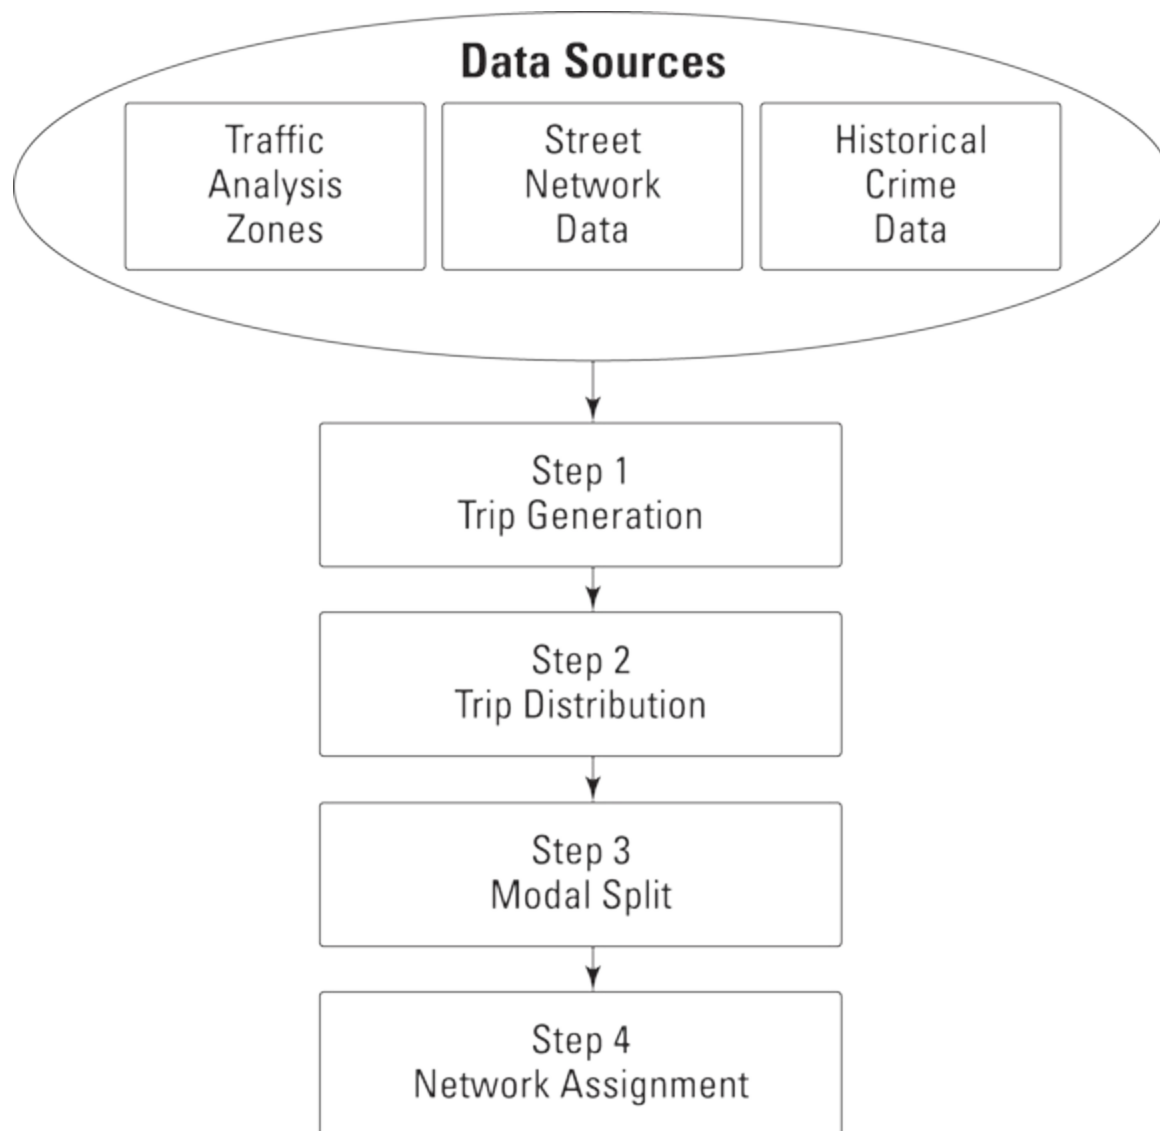 Data Sources
Traffic
Analysis
Zones
Street
Network
Data
Historical
Crime
Data
Step 1
Trip Generation
Step 2
Trip Distribution
Step 3
Modal Split
Step 4
Network Assignment